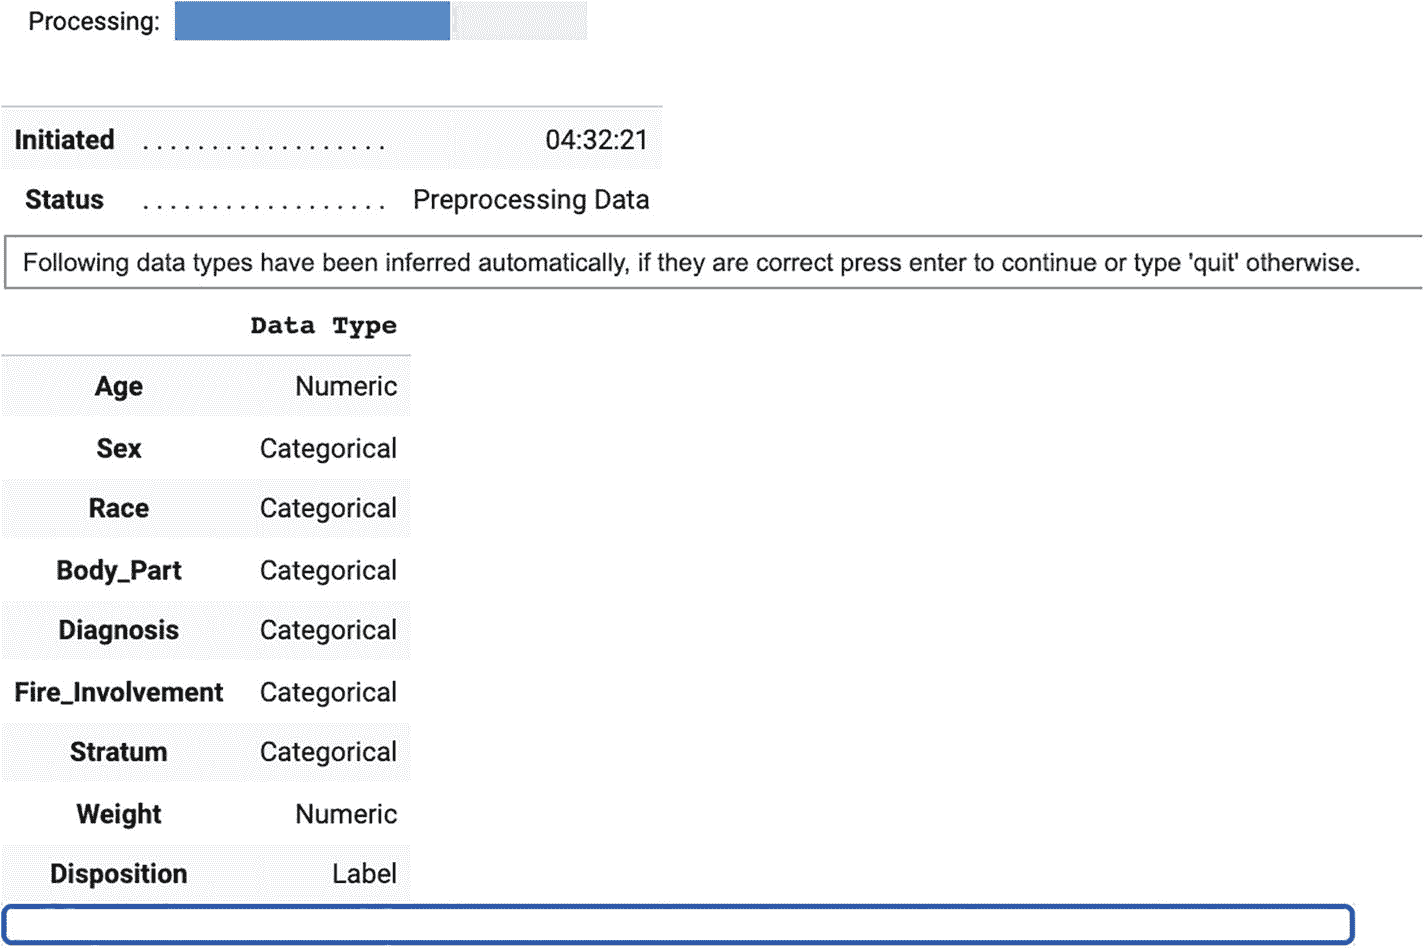 Processing:
Initiated .................. 04:32:21
Status .................. Preprocessing Data
Following data types have been inferred automatically, if they are correct press enter to continue or type 'quit' otherwise.
Data Type
Age Numeric
Sex Categorical
Race Categorical
Body_Part Categorical
Diagnosis Categorical
Fire_Involvement Categorical
Stratum Categorical
Weight Numeric
Disposition Label